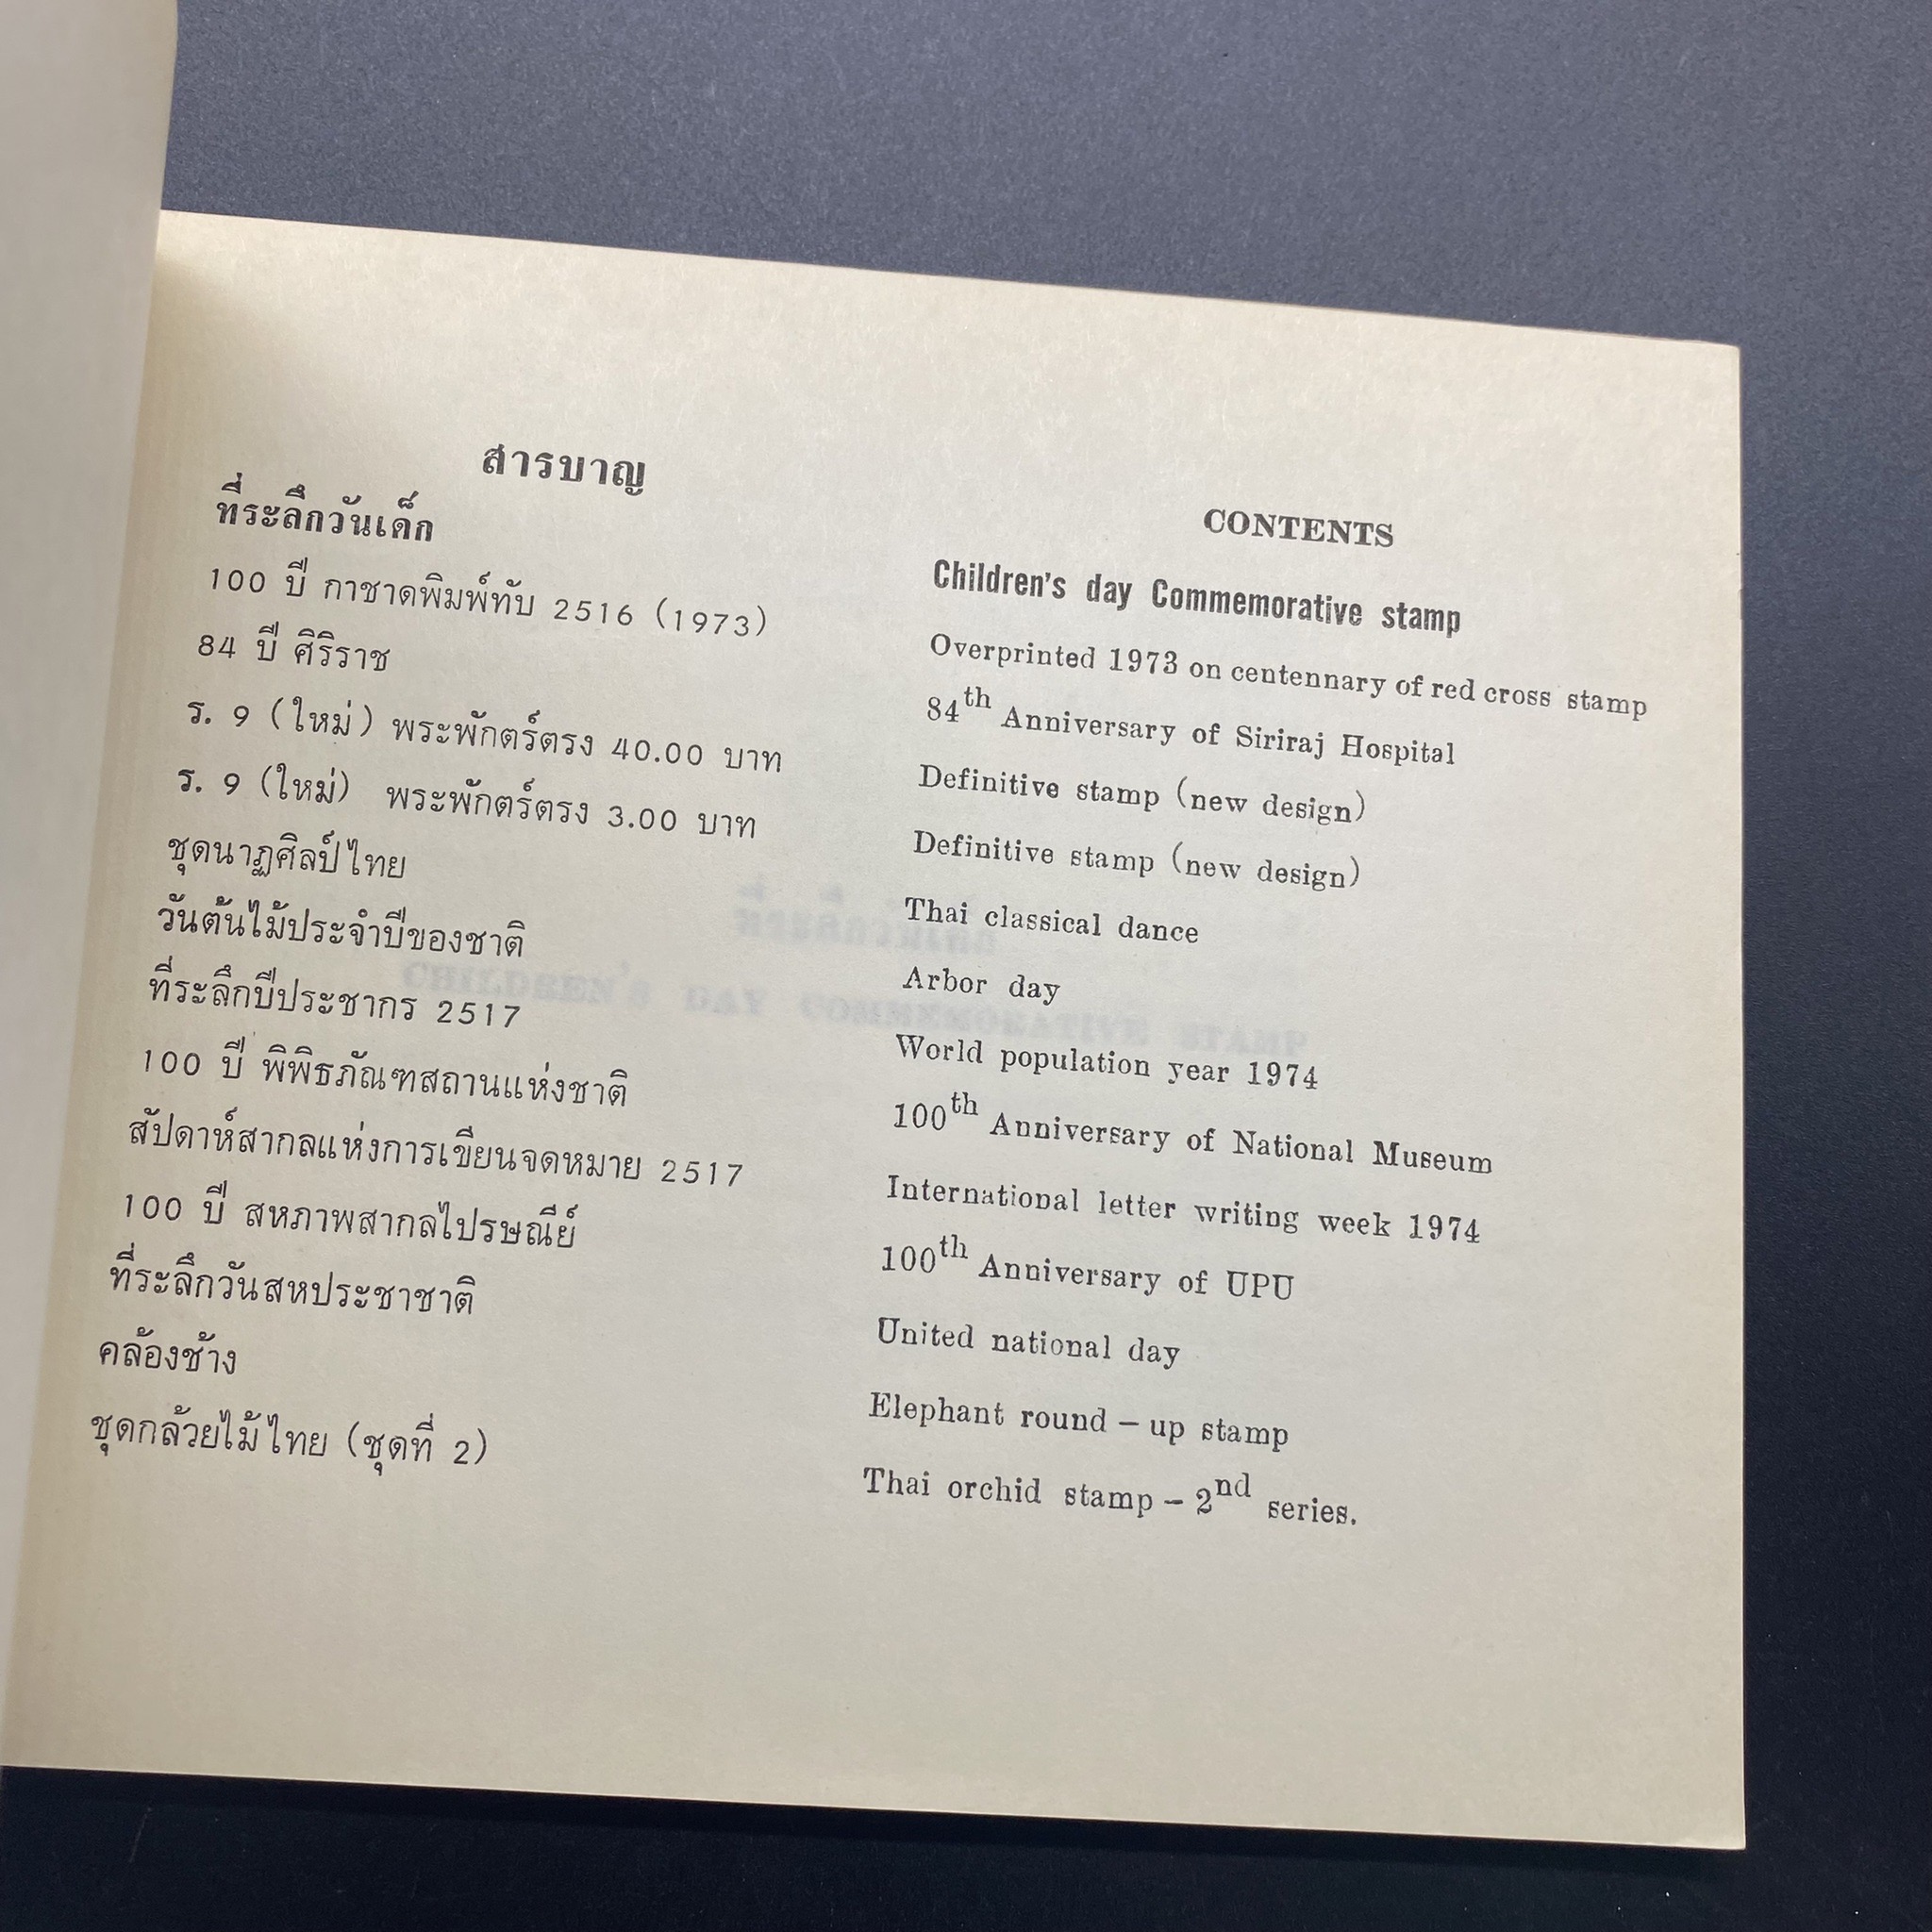 สารบาญ
ที่ระลึกวันเด็ก
100 ปี กาชาดพิมพ์ทับ 2516 (1973)
84 ปี ศิริราช
ร. 9 (ใหม่) พระพักตร์ตรง 40.00 บาท
ร. 9 (ใหม่) พระพักตร์ตรง 3.00 บาท
ชุดนาฏศิลป์ไทย
วันต้นไม้ประจำปีของชาติ
ที่ระลึกปีประชากร 2517
100 ปี พิพิธภัณฑสถานแห่งชาติ
สัปดาห์สากลแห่งการเขียนจดหมาย 2517
100 ปี สหภาพสากลไปรษณีย์
ที่ระลึกวันสหประชาชาติ
คล้องช้าง
ชุดกล้วยไม้ไทย (ชุดที่ 2)
CONTENTS
Children's day Commemorative stamp
Overprinted 1973 on centennary of red cross stamp
84th Anniversary of Siriraj Hospital
Definitive stamp (new design)
Definitive stamp (new design)
Thai classical dance
Arbor day
World population year 1974
100th Anniversary of National Museum
International letter writing week 1974
100th Anniversary of UPU
United national day
Elephant round – up stamp
Thai orchid stamp – 2nd series.
ที่ระลึกวันเด็ก
CHILDREN'S DAY COMMEMORATIVE STAMP